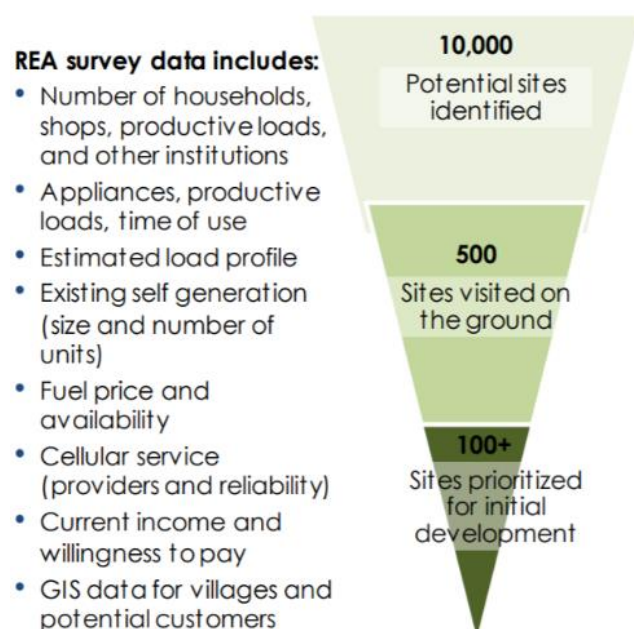 REA survey data includes:
• Number of households,
shops, productive loads,
and other institutions
• Appliances, productive
loads, time of use
• Estimated load profile
• Existing self generation
(size and number of
units)
• Fuel price and
availability
• Cellular service
(providers and reliability)
• Current income and
willingness to pay
• GIS data for villages and
potential customers
10,000
Potential sites
identified
500
Sites visited on
the ground
100+
Sites prioritized
for initial
development